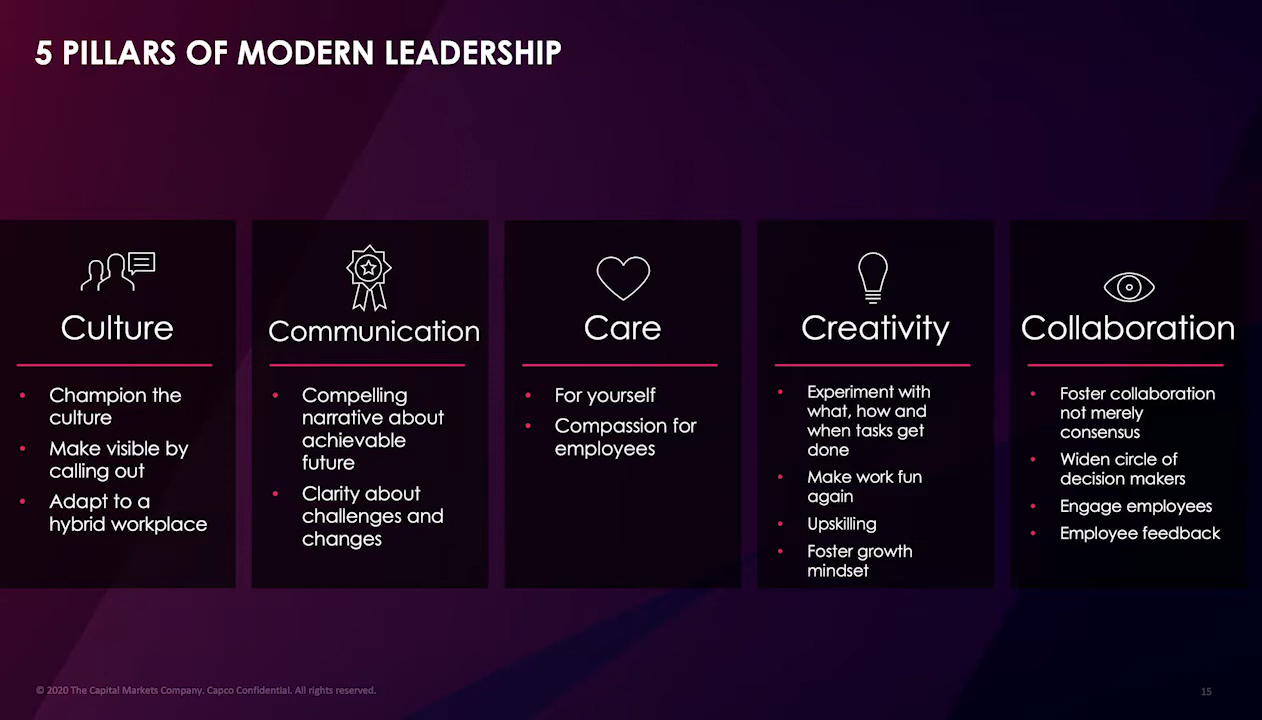 5 PILLARS OF MODERN LEADERSHIP
Culture
• Champion the
culture
• Make visible by
calling out
• Adapt to a
hybrid workplace
Communication
• Compelling
narrative about
achievable
future
• Clarity about
challenges and
changes
Care
• For yourself
• Compassion for
employees
Creativity
• Experiment with
what, how and
when tasks get
done
• Make work fun
again
• Upskilling
• Foster growth
mindset
Collaboration
• Foster collaboration
not merely
consensus
• Widen circle of
decision makers
• Engage employees
• Employee feedback
© 2020 The Capital Markets Company. Capco Confidential. All rights reserved.
15